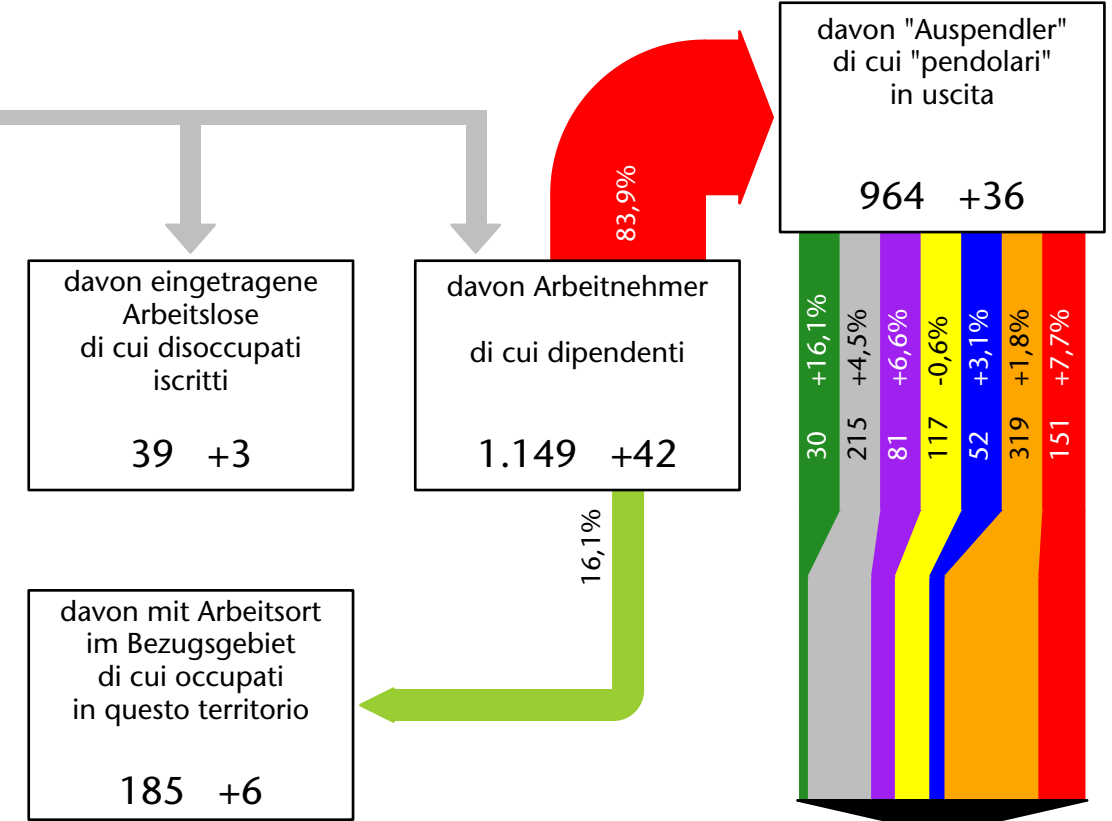 davon "Auspendler"
di cui "pendolari"
in uscita
964 +36
83,9%
davon eingetragene
Arbeitslose
di cui disoccupati
iscritti
39 +3
davon Arbeitnehmer
di cui dipendenti
1.149 +42
30 +16,1%
215 +4,5%
81 +6,6%
117 -0,6%
52 +3,1%
319 +1,8%
151 +7,7%
16,1%
davon mit Arbeitsort
im Bezugsgebiet
di cui occupati
in questo territorio
185 +6